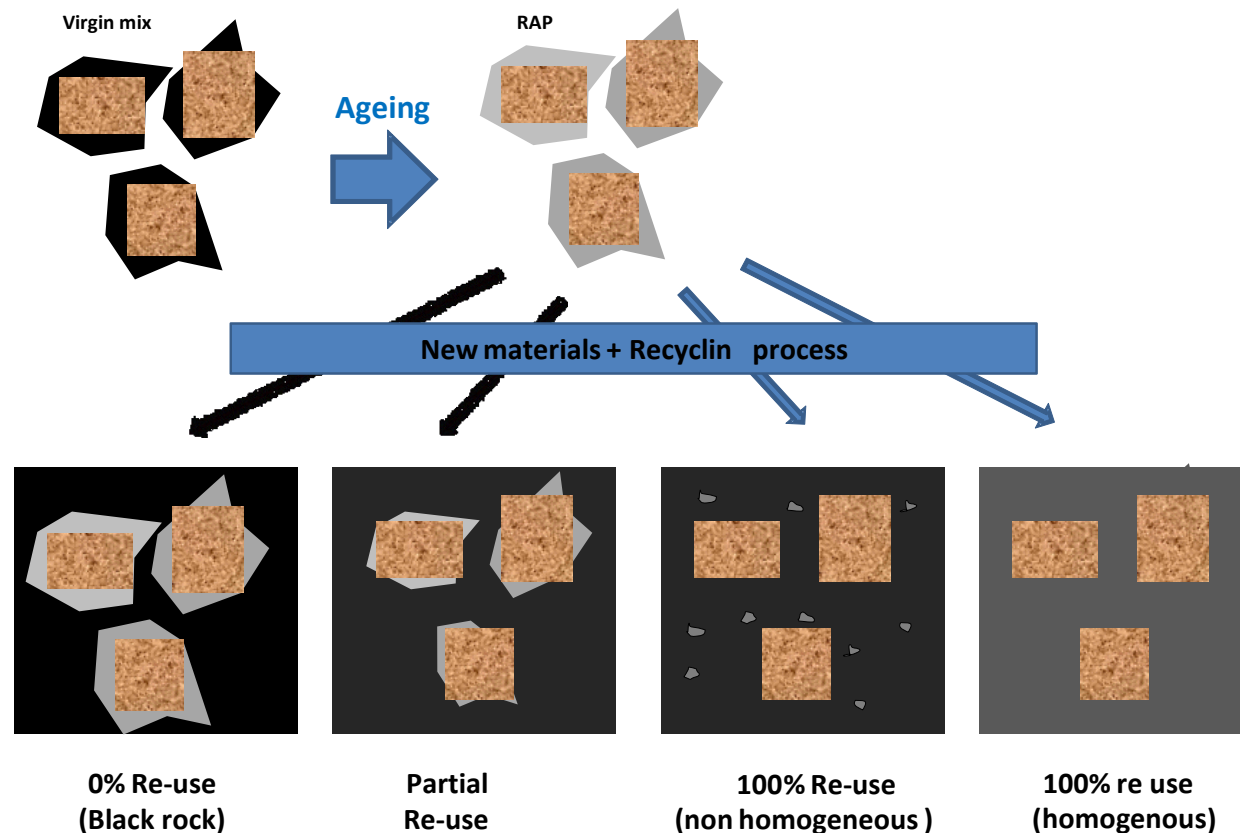 Virgin mix
RAP
Ageing
New materials + Recyclin process
0% Re-use
(Black rock)
Partial
Re-use
100% Re-use
(non homogeneous )
100% re use
(homogenous)